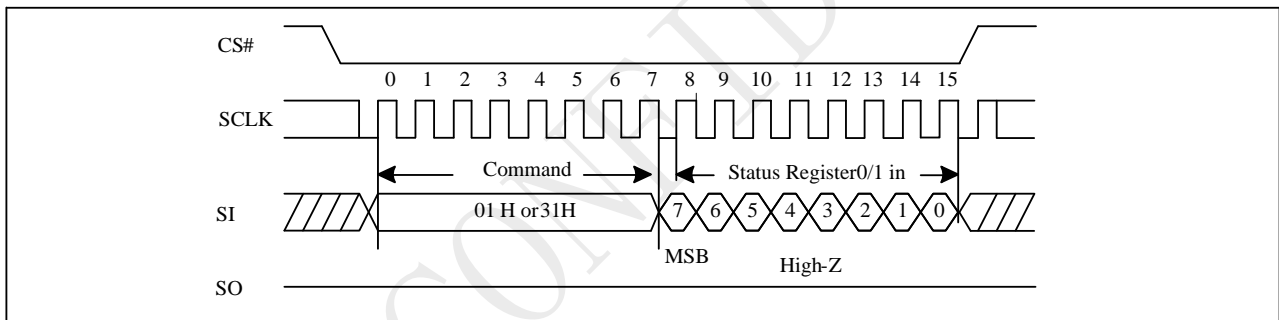 CS#
0 1 2 3 4 5 6 7 8 9 10 11 12 13 14 15
SCLK
Command
Status Register0/1 in
SI
01 H or31H
7 6 5 4 3 2 1 0
MSB
High-Z
SO